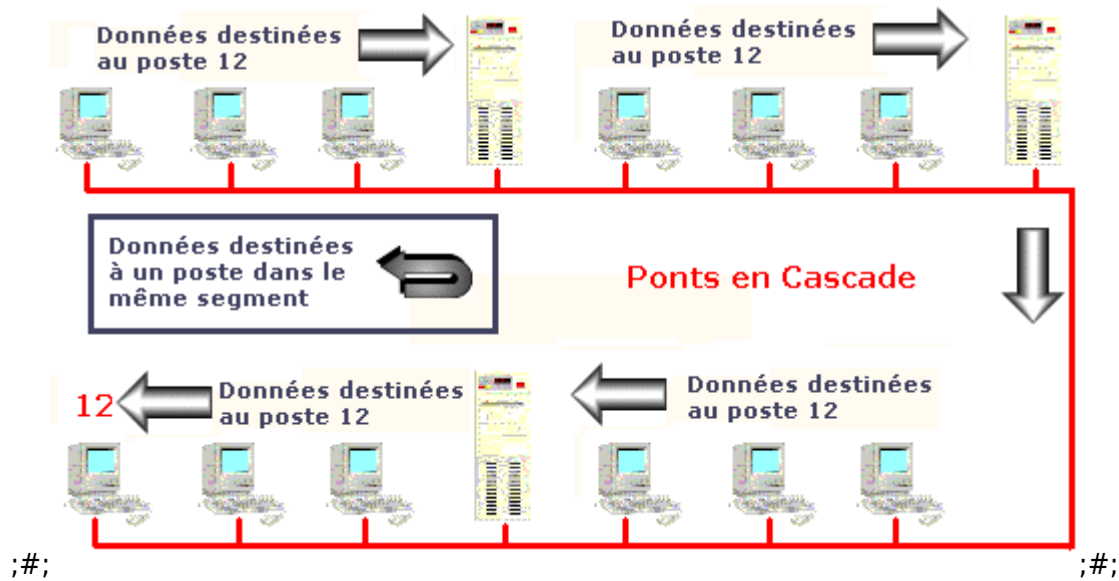 Données destinées
au poste 12
Données destinées
au poste 12
Données destinées
à un poste dans le
même segment
Ponts en Cascade
12
Données destinées
au poste 12
Données destinées
au poste 12
;#;
;#;